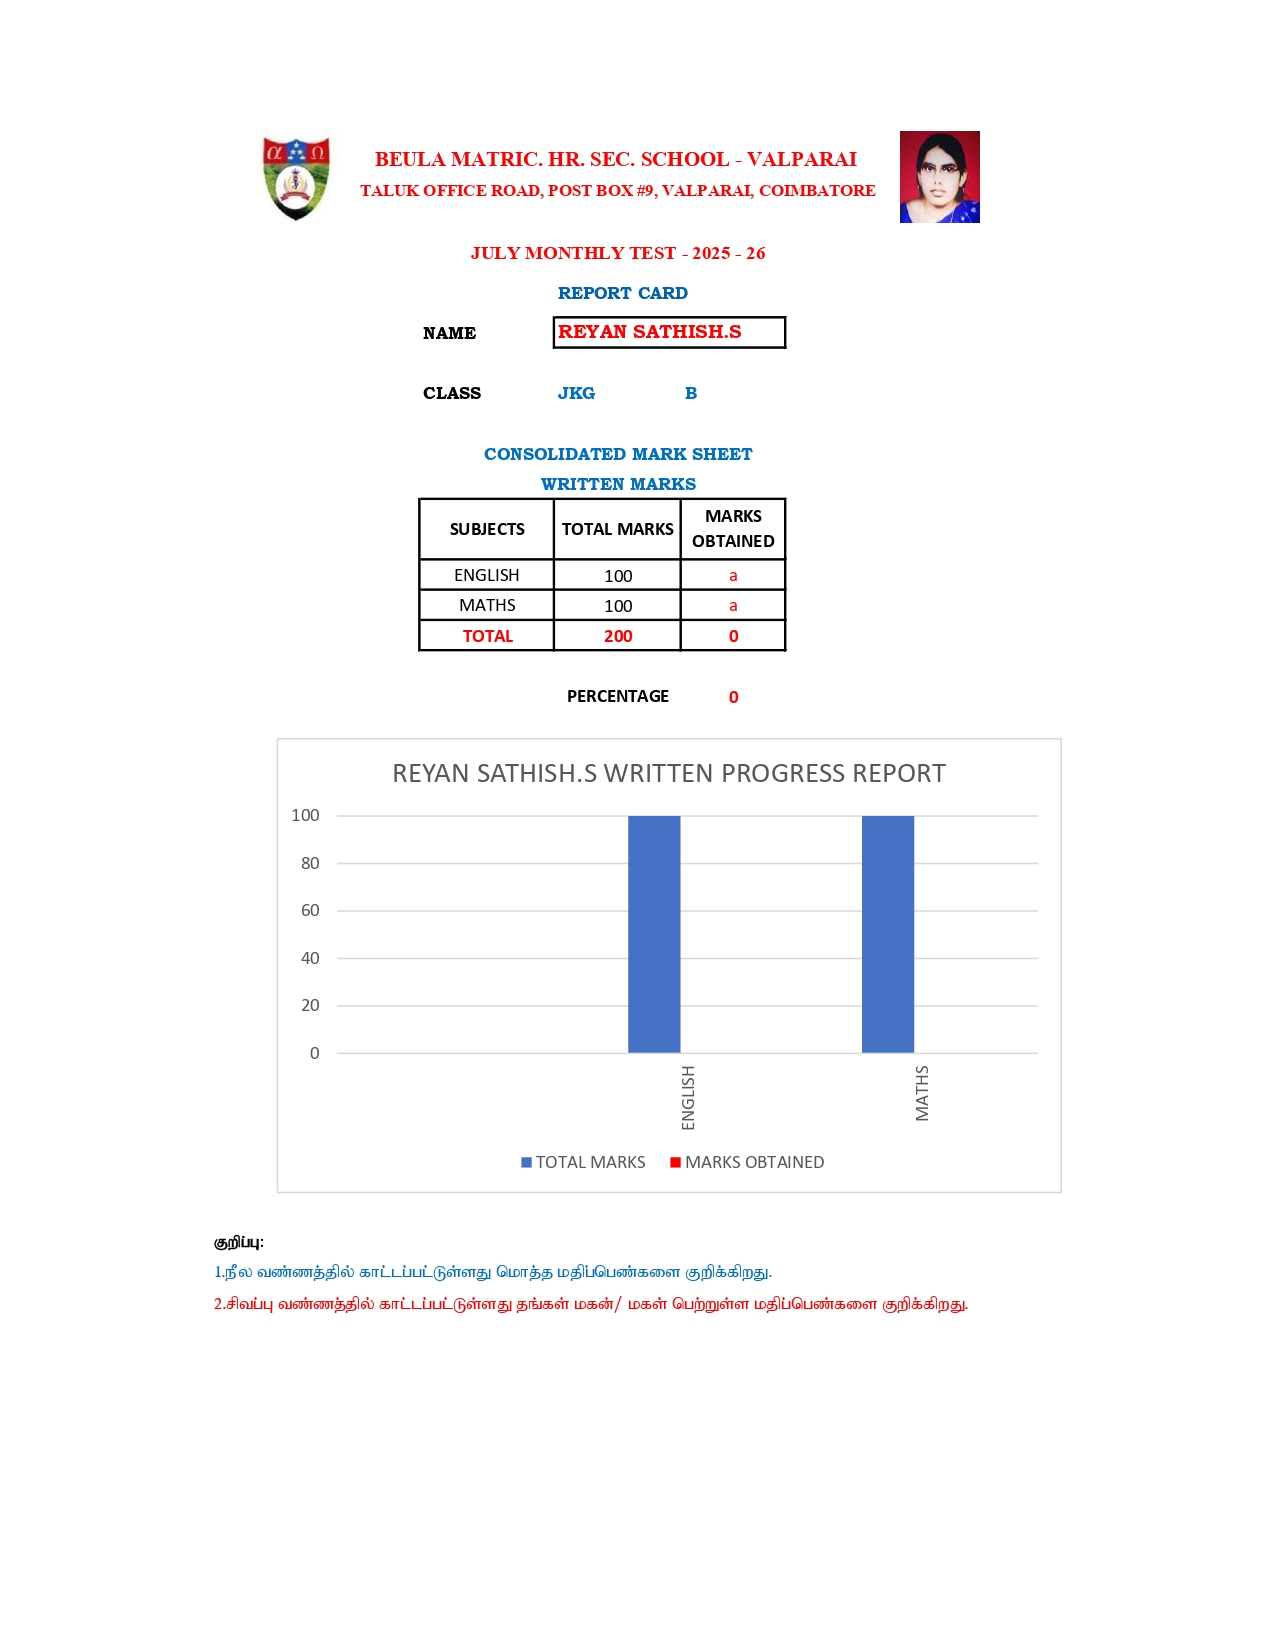 α Ω
BEULA MATRIC. HR. SEC. SCHOOL - VALPARAI
TALUK OFFICE ROAD, POST BOX #9, VALPARAI, COIMBATORE
JULY MONTHLY TEST - 2025 - 26
REPORT CARD
NAME REYAN SATHISH.S
CLASS JKG B
CONSOLIDATED MARK SHEET
WRITTEN MARKS
SUBJECTS TOTAL MARKS MARKS OBTAINED
ENGLISH 100 a
MATHS 100 a
TOTAL 200 0
PERCENTAGE 0
REYAN SATHISH.S WRITTEN PROGRESS REPORT
100
80
60
40
20
0
ENGLISH MATHS
TOTAL MARKS MARKS OBTAINED
குறிப்பு:
1.நீல வண்ணத்தில் காட்டப்பட்டுள்ளது மொத்த மதிப்பெண்களை குறிக்கிறது.
2.சிவப்பு வண்ணத்தில் காட்டப்பட்டுள்ளது தங்கள் மகன்/ மகள் பெற்றுள்ள மதிப்பெண்களை குறிக்கிறது.